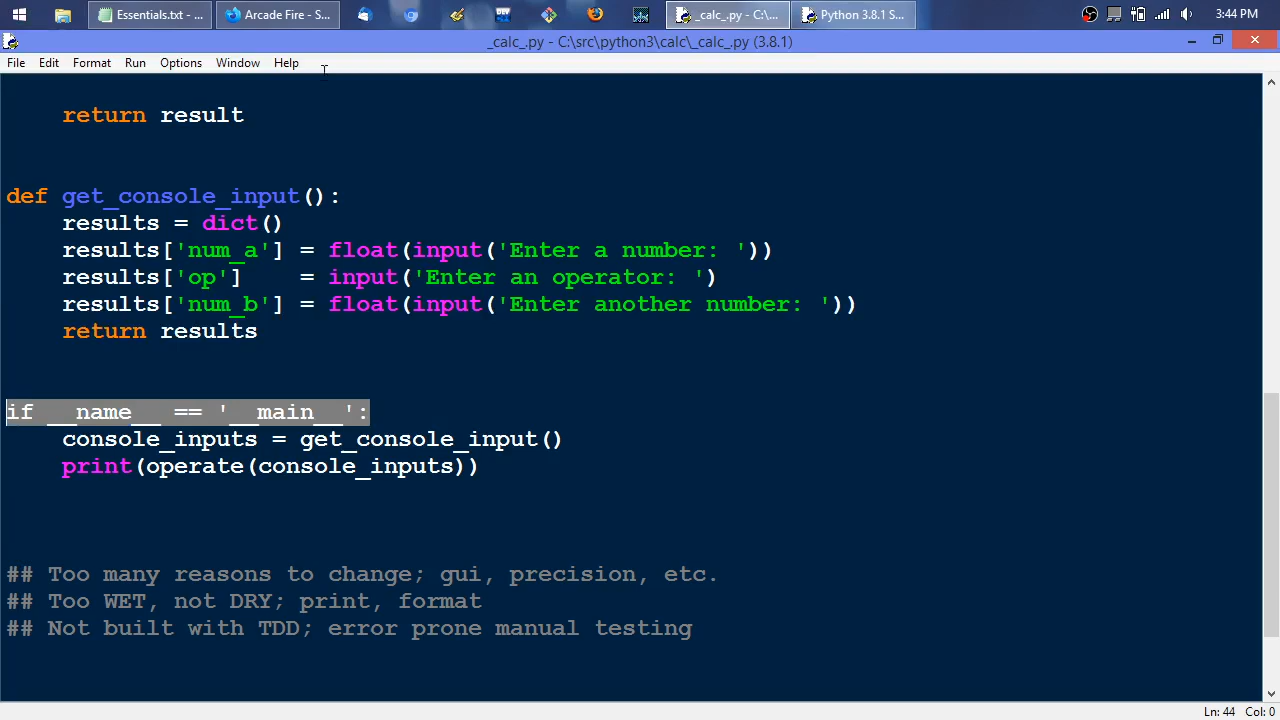 Essentials.txt - ...
Arcade Fire - S...
_calc_.py - C:\...
Python 3.8.1 S...
3:44 PM
_calc_.py - C:\src\python3\calc\_calc_.py (3.8.1)
File Edit Format Run Options Window Help
return result
def get_console_input():
results = dict()
results['num_a'] = float(input('Enter a number: '))
results['op'] = input('Enter an operator: ')
results['num_b'] = float(input('Enter another number: '))
return results
if __name__ == '__main__':
console_inputs = get_console_input()
print(operate(console_inputs))
## Too many reasons to change; gui, precision, etc.
## Too WET, not DRY; print, format
## Not built with TDD; error prone manual testing
Ln: 44 Col: 0